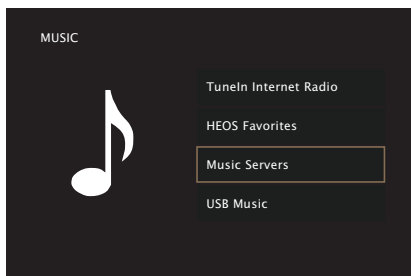 MUSIC
TuneIn Internet Radio
HEOS Favorites
Music Servers
USB Music